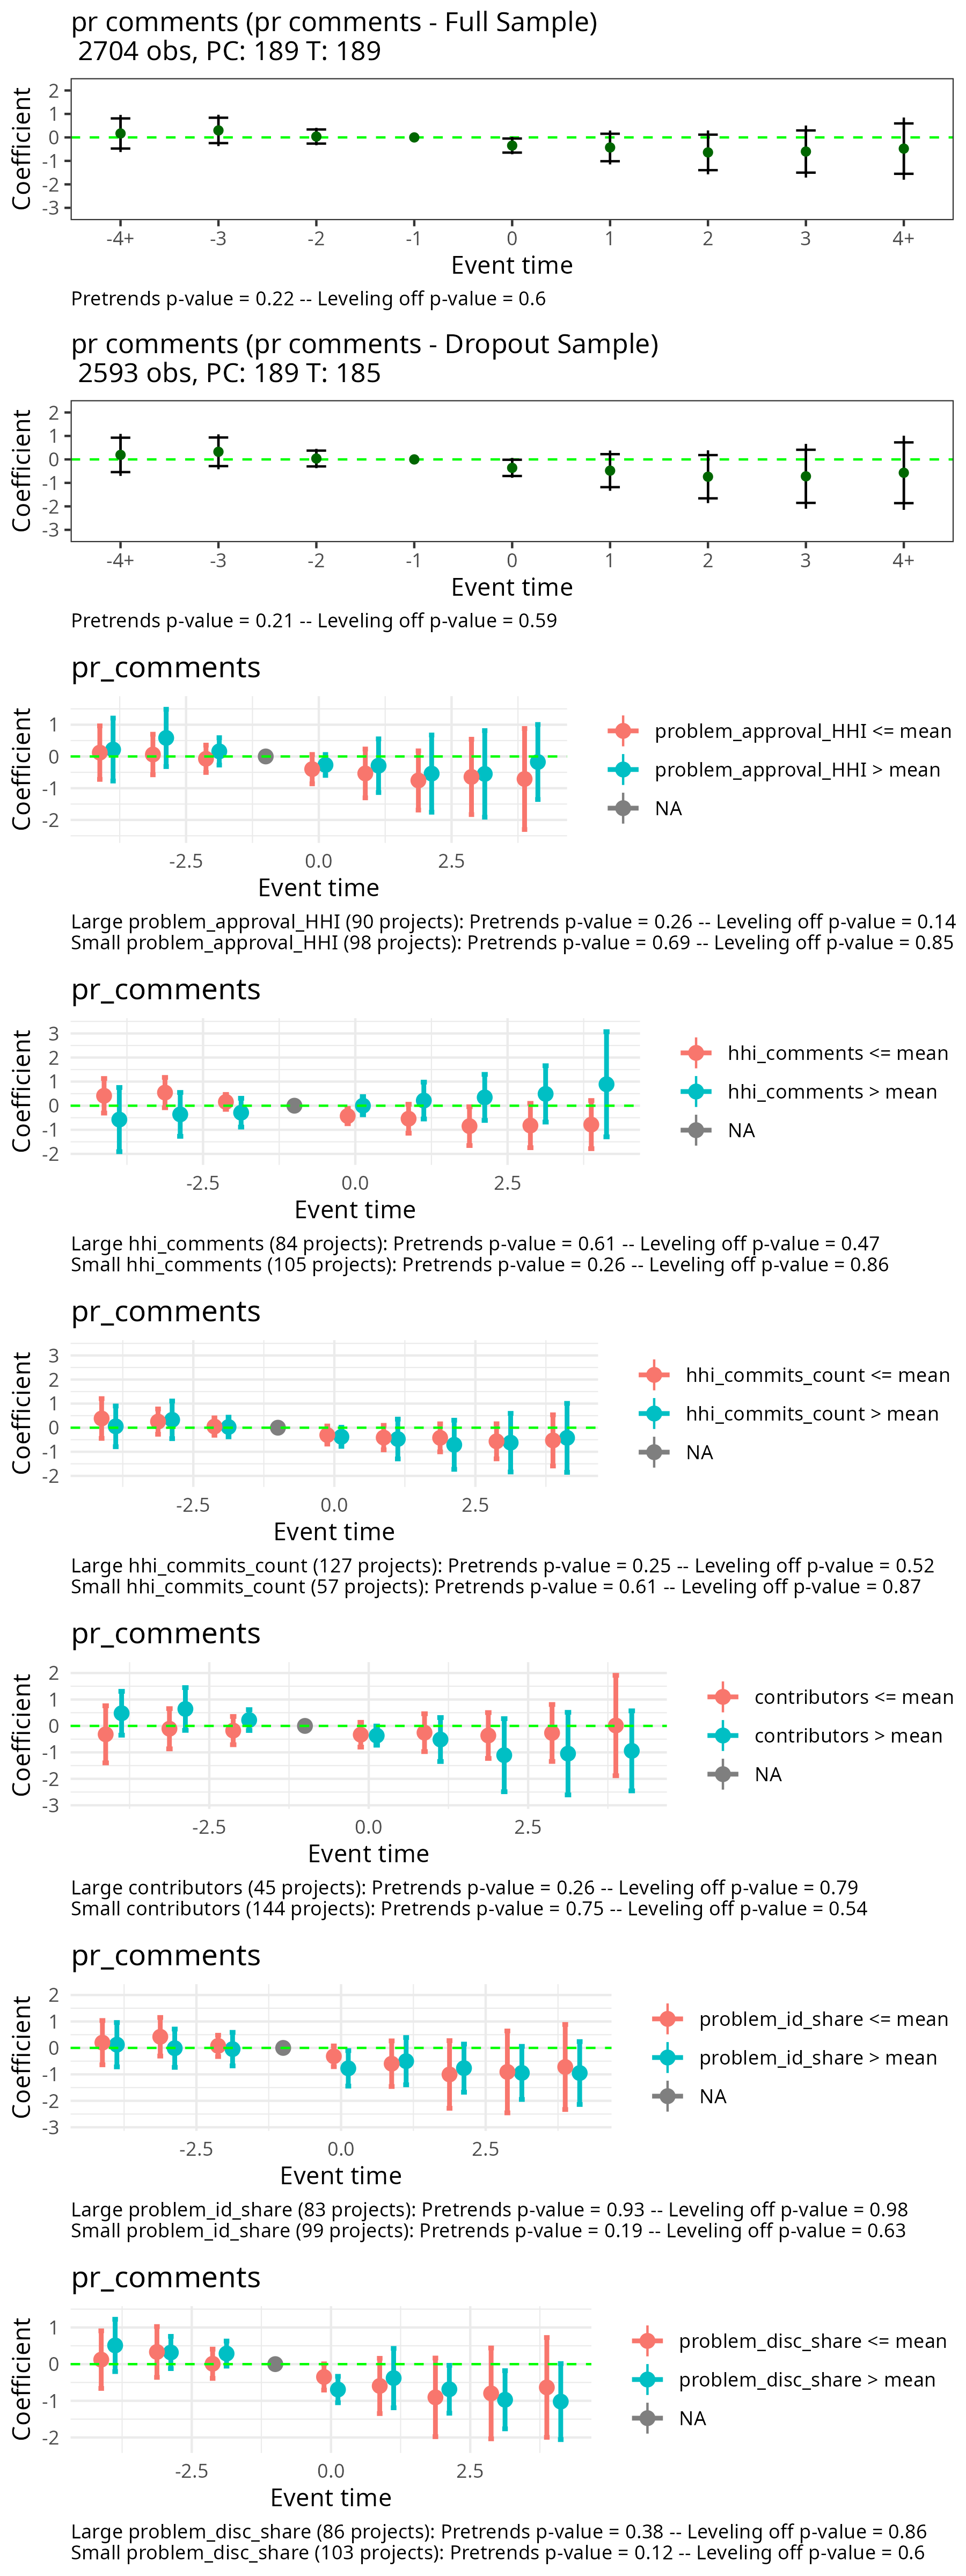 pr comments (pr comments - Full Sample)
2704 obs, PC: 189 T: 189
Coefficient
2
1
0
-1
-2
-3
-4+ -3 -2 -1 0 1 2 3 4+
Event time
Pretrends p-value = 0.22 -- Leveling off p-value = 0.6
pr comments (pr comments - Dropout Sample)
2593 obs, PC: 189 T: 185
Coefficient
2
1
0
-1
-2
-3
-4+ -3 -2 -1 0 1 2 3 4+
Event time
Pretrends p-value = 0.21 -- Leveling off p-value = 0.59
pr_comments
Coefficient
1
0
-1
-2
-2.5 0.0 2.5
Event time
problem_approval_HHI <= mean
problem_approval_HHI > mean
NA
Large problem_approval_HHI (90 projects): Pretrends p-value = 0.26 -- Leveling off p-value = 0.14
Small problem_approval_HHI (98 projects): Pretrends p-value = 0.69 -- Leveling off p-value = 0.85
pr_comments
Coefficient
3
2
1
0
-1
-2
-2.5 0.0 2.5
Event time
hhi_comments <= mean
hhi_comments > mean
NA
Large hhi_comments (84 projects): Pretrends p-value = 0.61 -- Leveling off p-value = 0.47
Small hhi_comments (105 projects): Pretrends p-value = 0.26 -- Leveling off p-value = 0.86
pr_comments
Coefficient
3
2
1
0
-1
-2
-2.5 0.0 2.5
Event time
hhi_commits_count <= mean
hhi_commits_count > mean
NA
Large hhi_commits_count (127 projects): Pretrends p-value = 0.25 -- Leveling off p-value = 0.52
Small hhi_commits_count (57 projects): Pretrends p-value = 0.61 -- Leveling off p-value = 0.87
pr_comments
Coefficient
2
1
0
-1
-2
-3
-2.5 0.0 2.5
Event time
contributors <= mean
contributors > mean
NA
Large contributors (45 projects): Pretrends p-value = 0.26 -- Leveling off p-value = 0.79
Small contributors (144 projects): Pretrends p-value = 0.75 -- Leveling off p-value = 0.54
pr_comments
Coefficient
2
1
0
-1
-2
-3
-2.5 0.0 2.5
Event time
problem_id_share <= mean
problem_id_share > mean
NA
Large problem_id_share (83 projects): Pretrends p-value = 0.93 -- Leveling off p-value = 0.98
Small problem_id_share (99 projects): Pretrends p-value = 0.19 -- Leveling off p-value = 0.63
pr_comments
Coefficient
1
0
-1
-2
-2.5 0.0 2.5
Event time
problem_disc_share <= mean
problem_disc_share > mean
NA
Large problem_disc_share (86 projects): Pretrends p-value = 0.38 -- Leveling off p-value = 0.86
Small problem_disc_share (103 projects): Pretrends p-value = 0.12 -- Leveling off p-value = 0.6